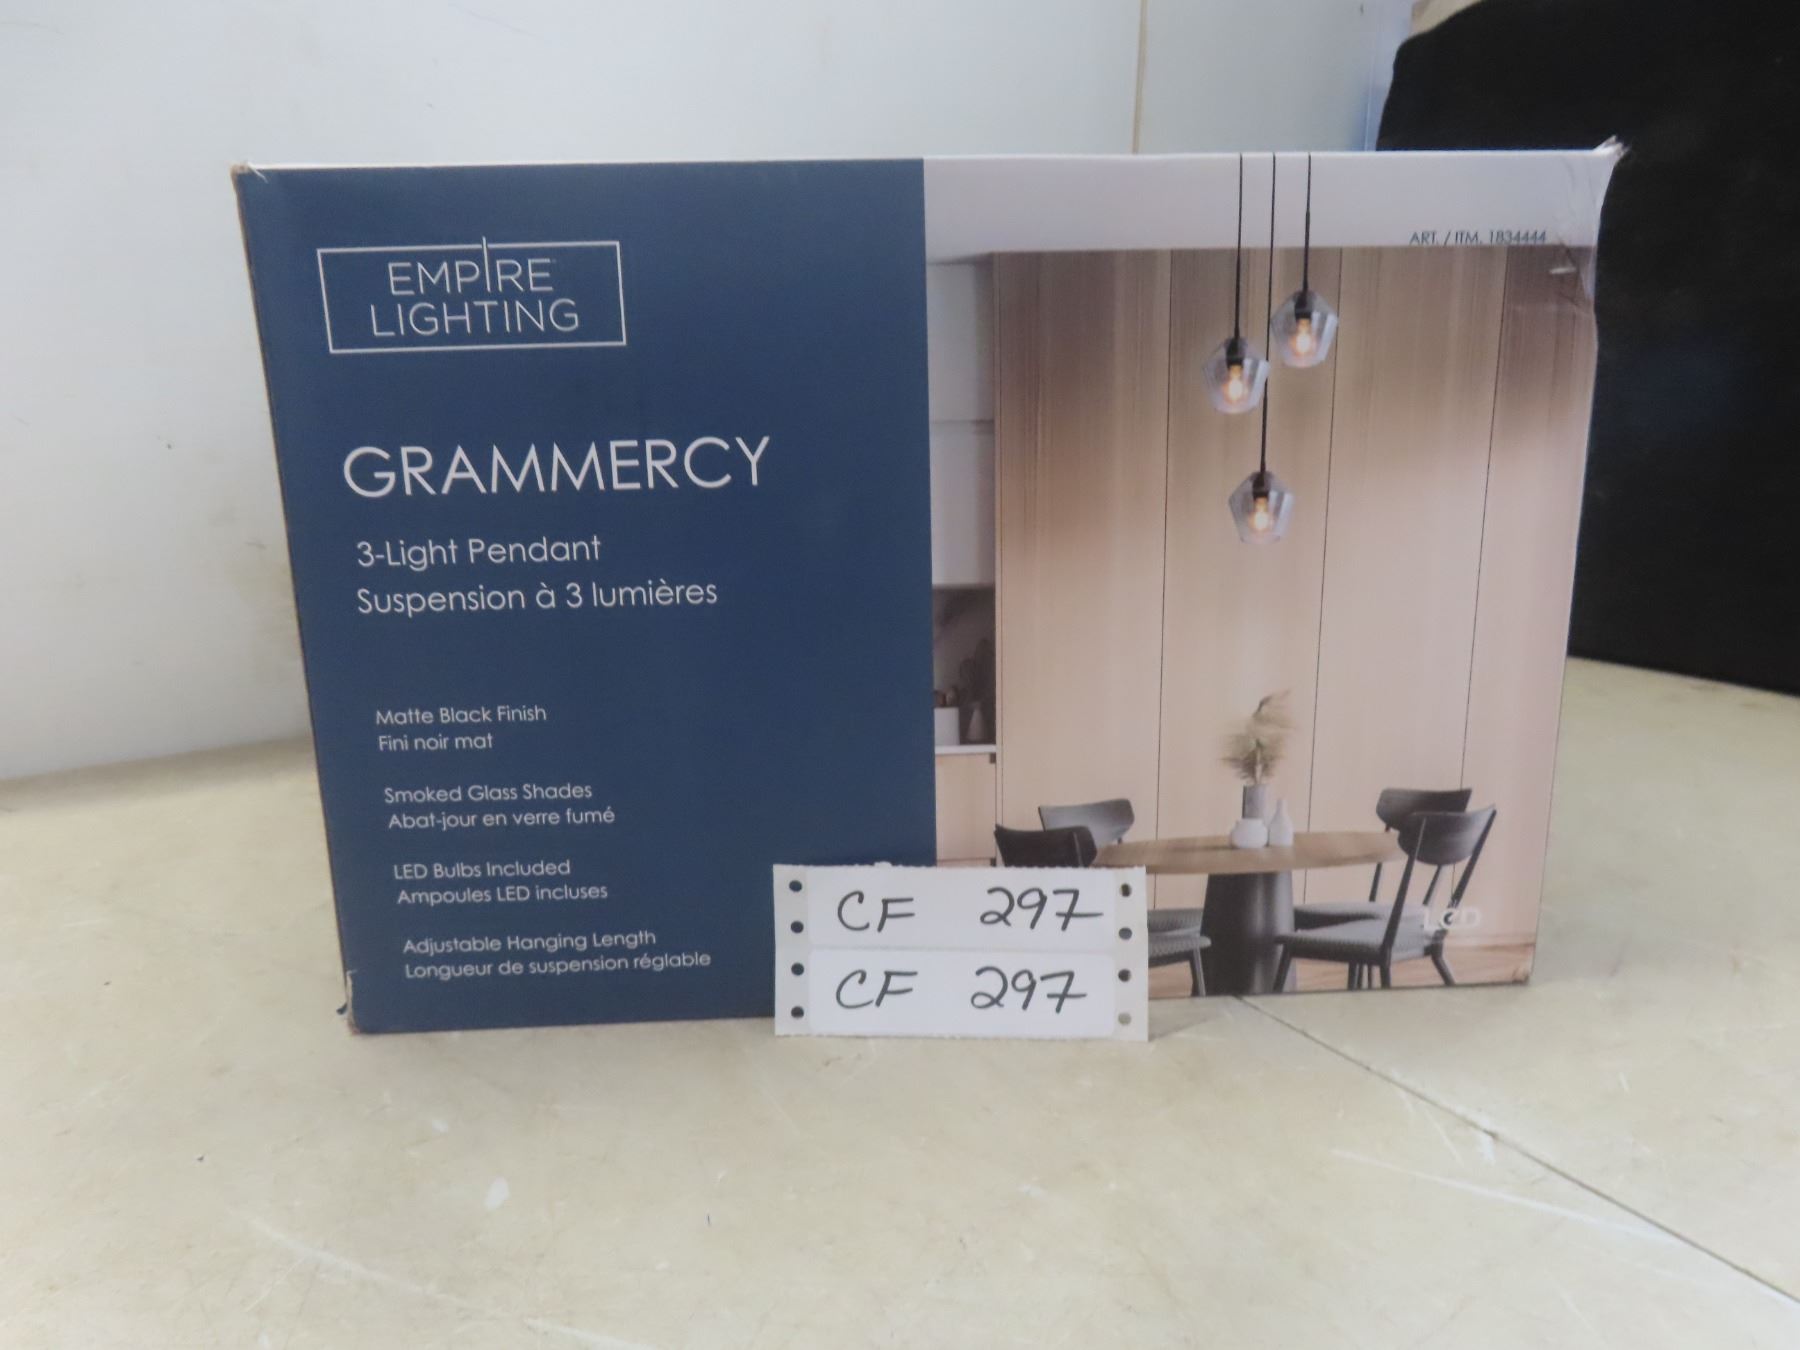 EMPIRE
LIGHTING
GRAMMERCY
3-Light Pendant
Suspension à 3 lumières
Matte Black Finish
Fini noir mat
Smoked Glass Shades
Abat-jour en verre fumé
LED Bulbs Included
Ampoules LED incluses
Adjustable Hanging Length
Longueur de suspension réglable
ART. / ITM. 1834444
LED
CF 297
CF 297